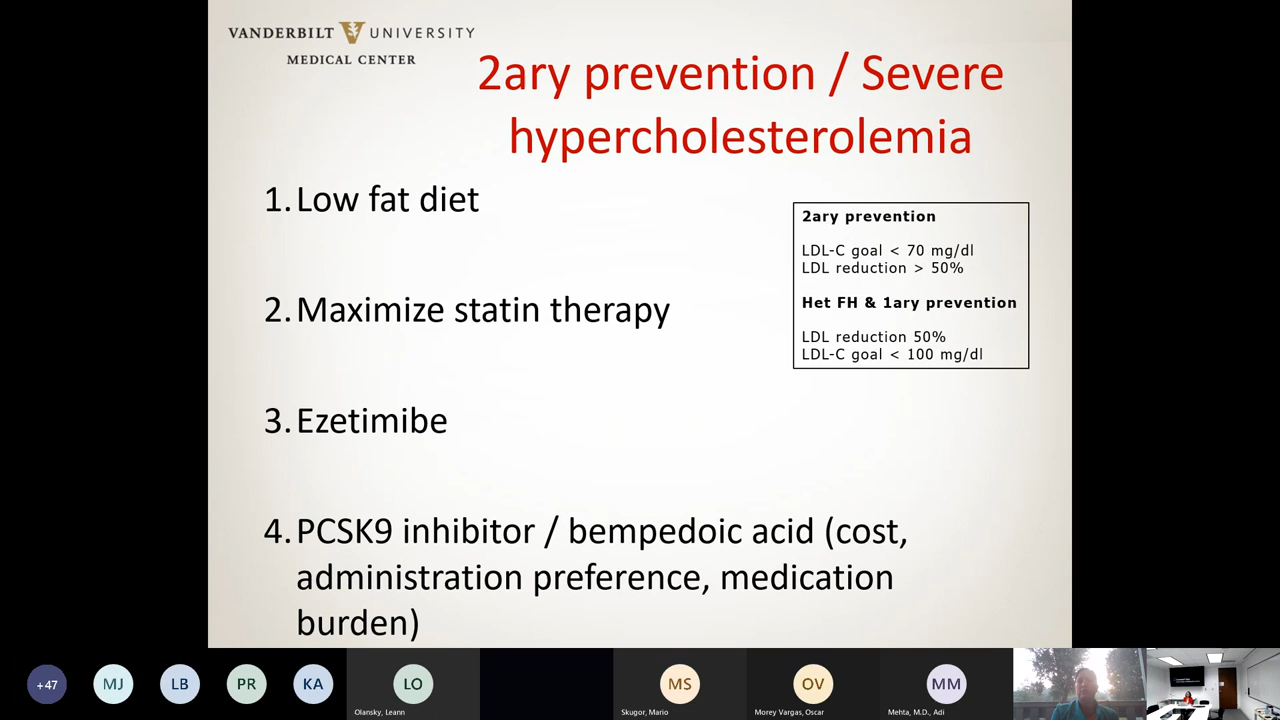 VANDERBILT UNIVERSITY
MEDICAL CENTER
2ary prevention / Severe
hypercholesterolemia
1. Low fat diet
2. Maximize statin therapy
3. Ezetimibe
4. PCSK9 inhibitor / bempedoic acid (cost,
administration preference, medication
burden)
2ary prevention
LDL-C goal < 70 mg/dl
LDL reduction > 50%
Het FH & 1ary prevention
LDL reduction 50%
LDL-C goal < 100 mg/dl
+47
MJ
LB
PR
KA
LO
MS
OV
MM
Olansky, Leann
Skugor, Mario
Morey Vargas, Oscar
Mehta, M.D., Adi